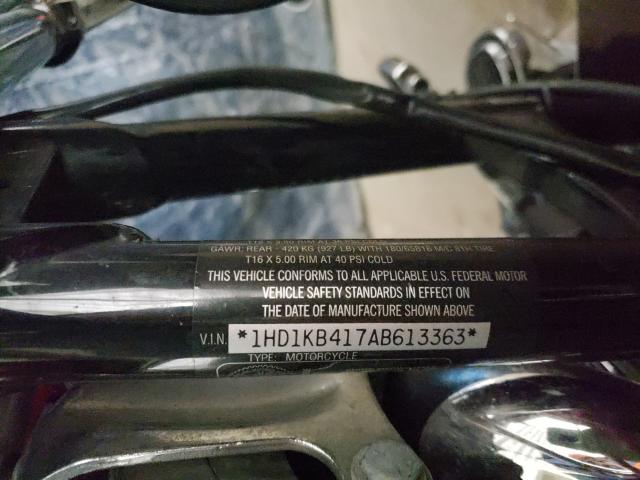 GAWR: REAR - 420 KG (927 LB) WITH 180/65B16 M/C 81H TIRE
T16 X 5.00 RIM AT 40 PSI COLD
THIS VEHICLE CONFORMS TO ALL APPLICABLE U.S. FEDERAL MOTOR
VEHICLE SAFETY STANDARDS IN EFFECT ON
THE DATE OF MANUFACTURE SHOWN ABOVE
V.I.N. *1HD1KB417AB613363*
TYPE: MOTORCYCLE